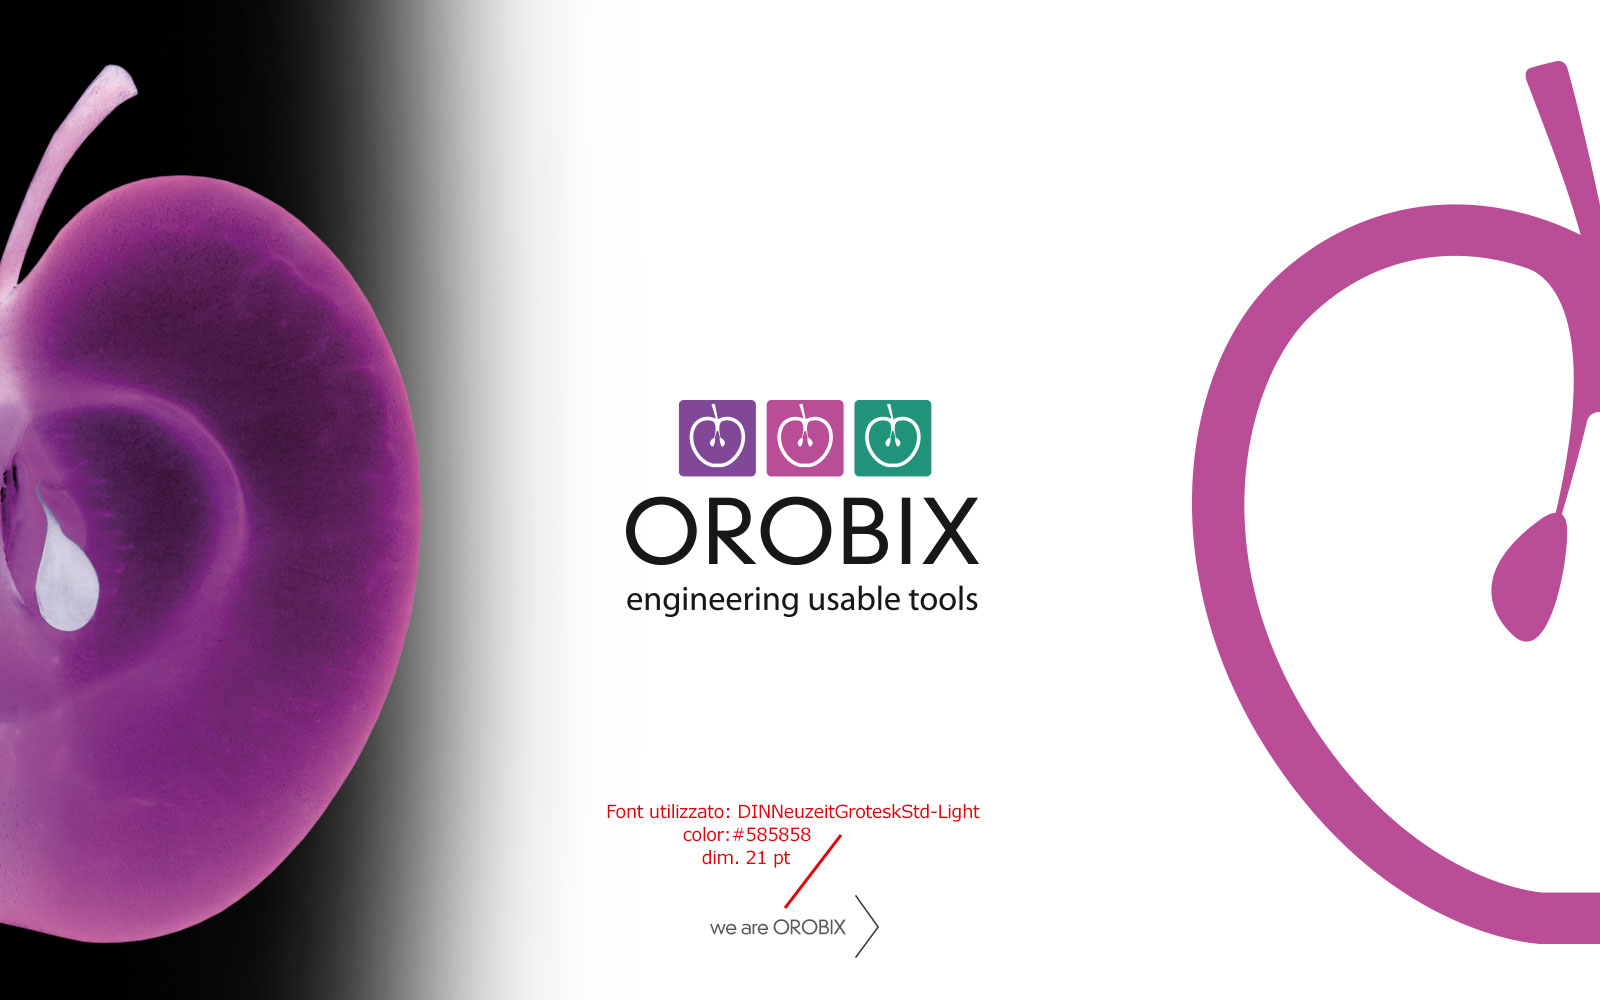 OROBIX
engineering usable tools
Font utilizzato: DINNeuzeitGroteskStd-Light
color:#585858
dim. 21 pt
we are OROBIX